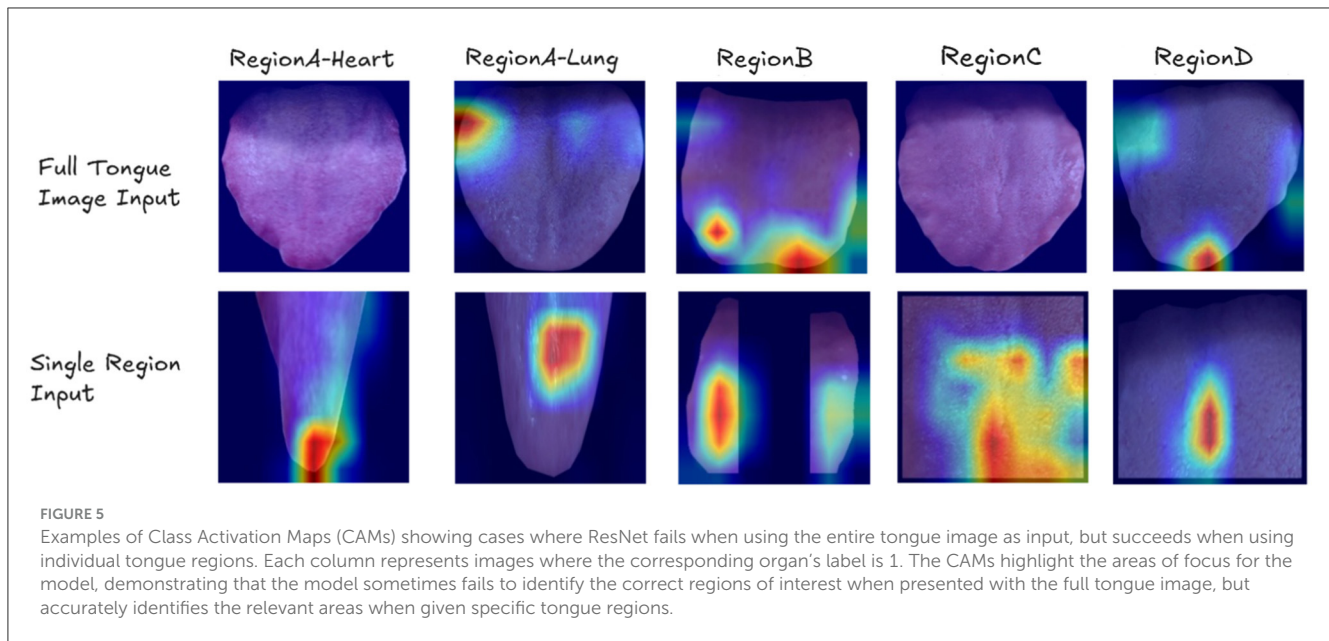 RegionA-Heart RegionA-Lung RegionB RegionC RegionD
Full Tongue
Image Input
Single Region
Input
FIGURE 5
Examples of Class Activation Maps (CAMs) showing cases where ResNet fails when using the entire tongue image as input, but succeeds when using
individual tongue regions. Each column represents images where the corresponding organ's label is 1. The CAMs highlight the areas of focus for the
model, demonstrating that the model sometimes fails to identify the correct regions of interest when presented with the full tongue image, but
accurately identifies the relevant areas when given specific tongue regions.